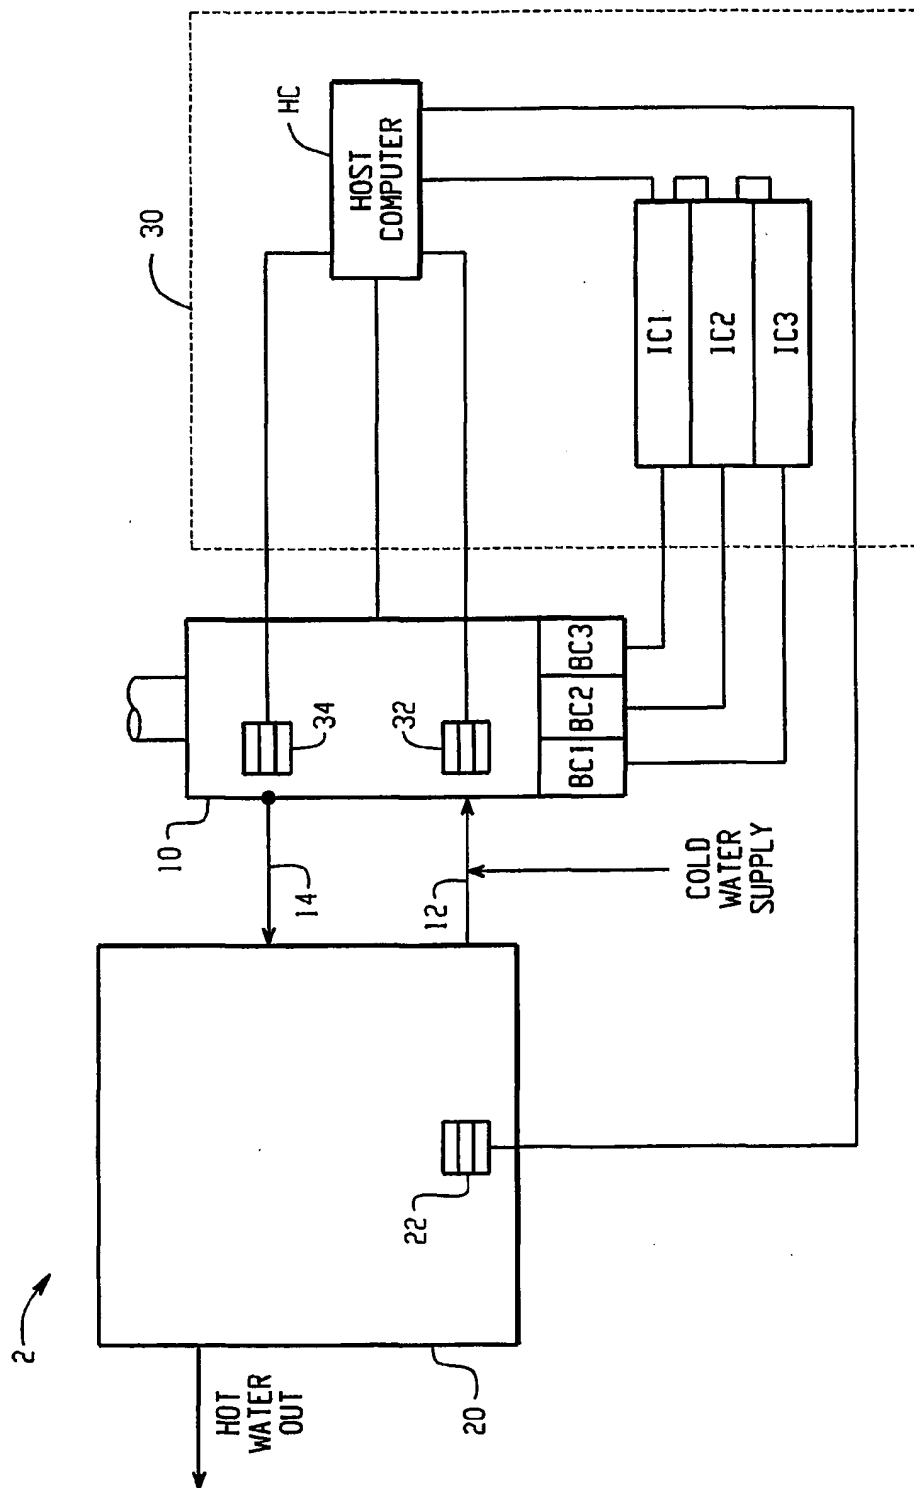 2
HOT
WATER
OUT
20
22
14
12
COLD
WATER
SUPPLY
10
34
32
BC1
BC2
BC3
30
HC
HOST
COMPUTER
IC1
IC2
IC3